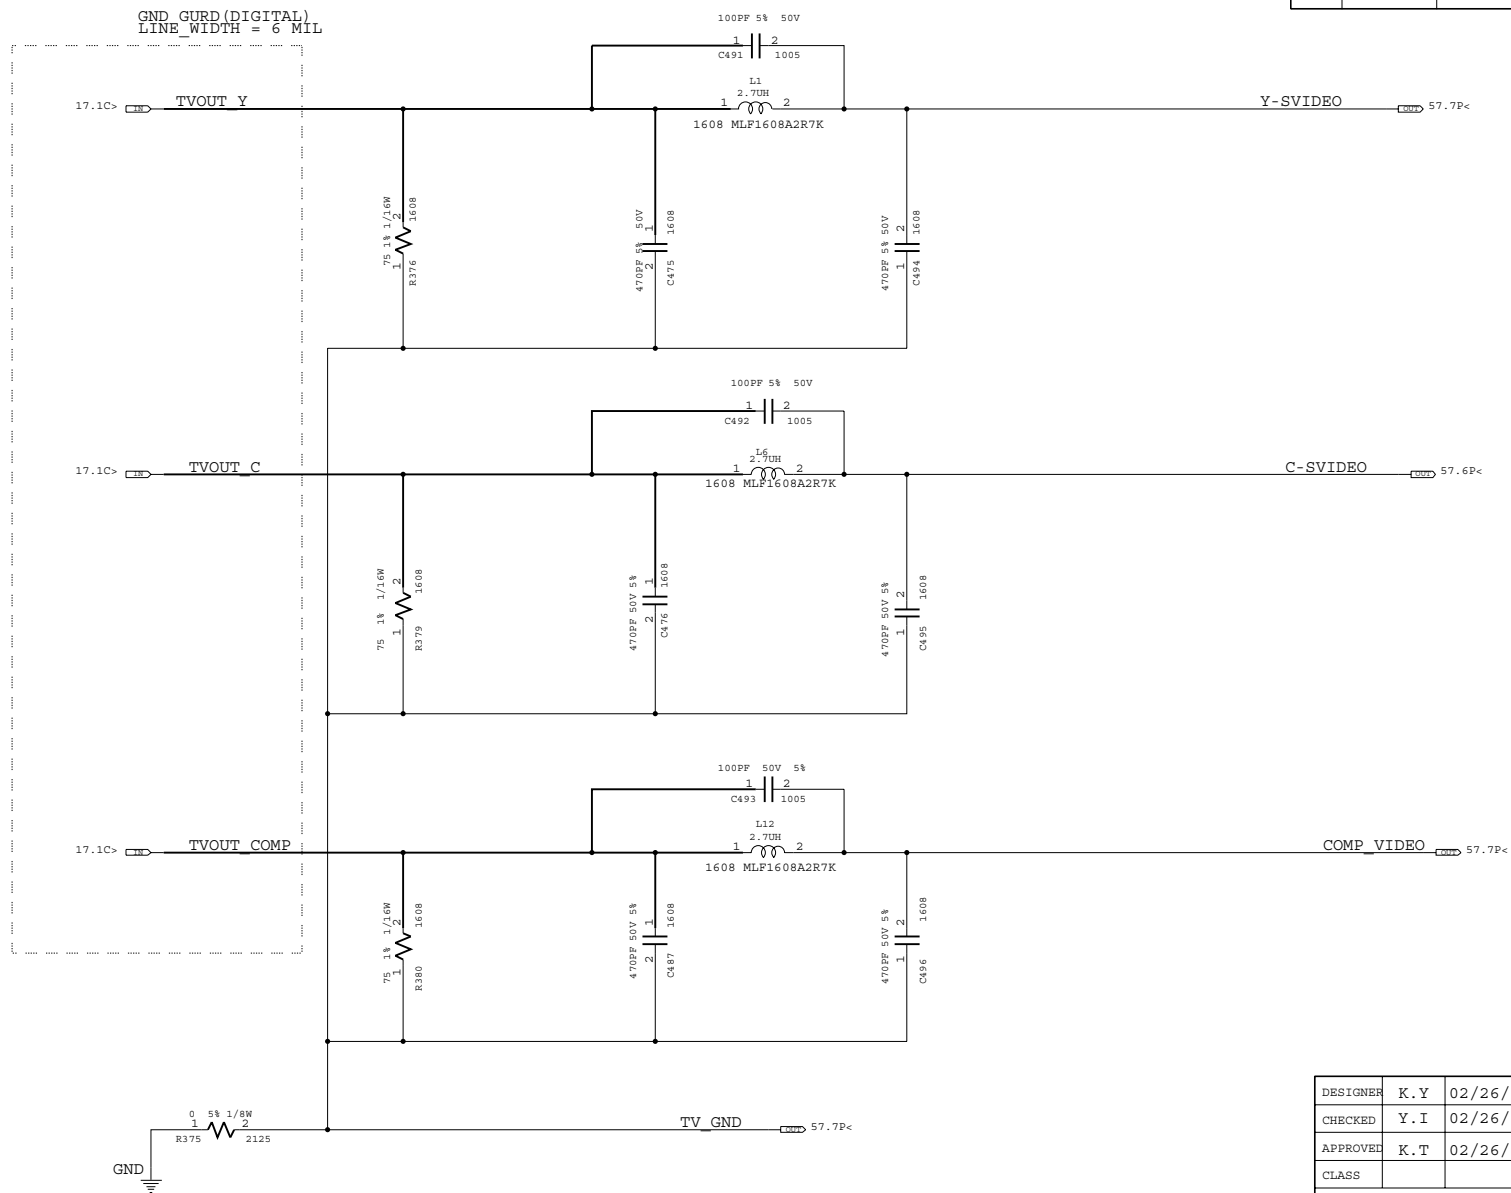 GND GURD(DIGITAL)
LINE_WIDTH = 6 MIL
100PF 5% 50V
1 2
C491 1005
L1
2.7UH
17.1C> IN TVOUT_Y
1 2
1608 MLF1608A2R7K
Y-SVIDEO OUT 57.7P<
75 1% 1/16W
2
1
1608
R376
470PF 5% 50V
1
2
1608
C475
470PF 5% 50V
2
1
1608
C494
100PF 5% 50V
1 2
C492 1005
L6
2.7UH
17.1C> IN TVOUT_C
1 2
1608 MLF1608A2R7K
C-SVIDEO OUT 57.6P<
75 1% 1/16W
2
1
1608
R379
470PF 50V 5%
1
2
1608
C476
470PF 50V 5%
2
1
1608
C495
100PF 50V 5%
1 2
C493 1005
L12
2.7UH
17.1C> IN TVOUT_COMP
1 2
1608 MLF1608A2R7K
COMP_VIDEO OUT 57.7P<
75 1% 1/16W
2
1
1608
R380
470PF 50V 5%
1
2
1608
C487
470PF 50V 5%
2
1
1608
C496
0 5% 1/8W
1 2
R375 2125
TV_GND OUT 57.7P<
GND
DESIGNER K.Y 02/26/
CHECKED Y.I 02/26/
APPROVED K.T 02/26/
CLASS